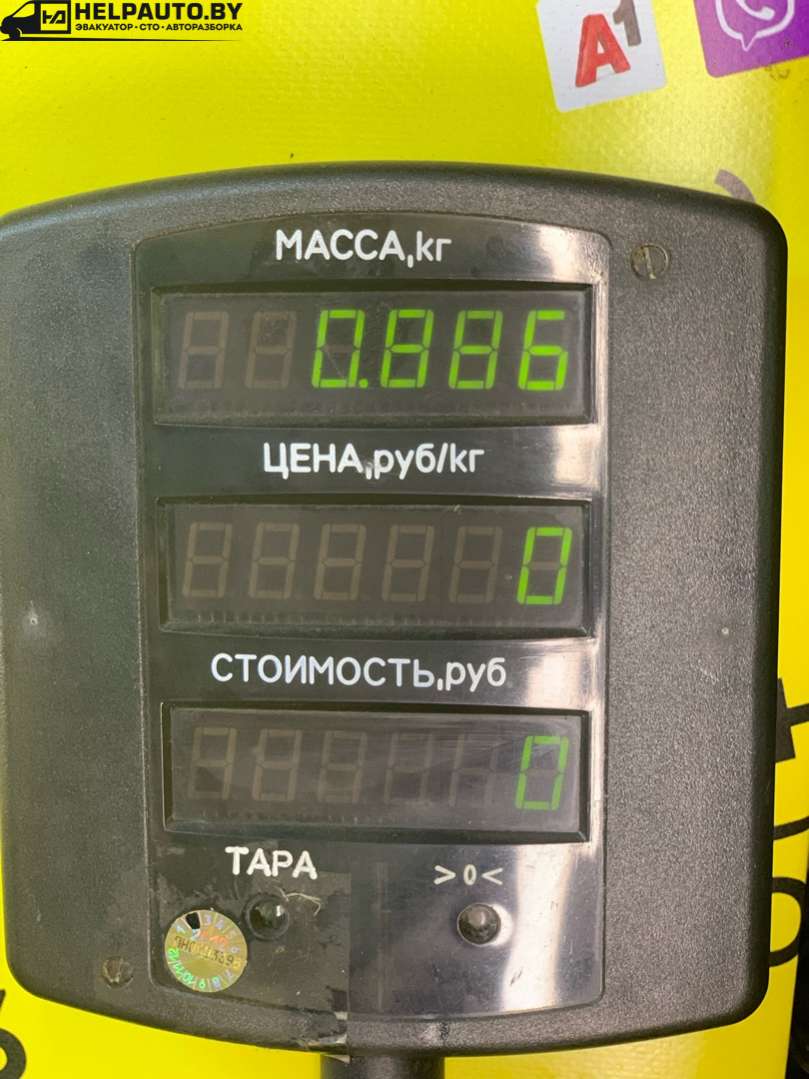 HELPAUTO.BY
ЭВАКУАТОР • СТО • АВТОРАЗБОРКА
A1
МАССА,кг
0.886
ЦЕНА,руб/кг
0
СТОИМОСТЬ,руб
0
ТАРА
>0<